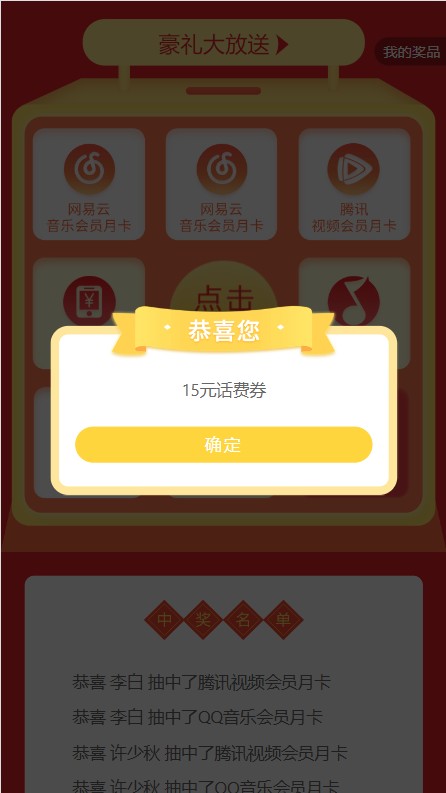 豪礼大放送
我的奖品
网易云
音乐会员月卡
网易云
音乐会员月卡
腾讯
视频会员月卡
点击
恭喜您
15元话费券
确定
中奖名单
恭喜 李白 抽中了腾讯视频会员月卡
恭喜 李白 抽中了QQ音乐会员月卡
恭喜 许少秋 抽中了腾讯视频会员月卡
恭喜 许少秋 抽中了QQ音乐会员月卡